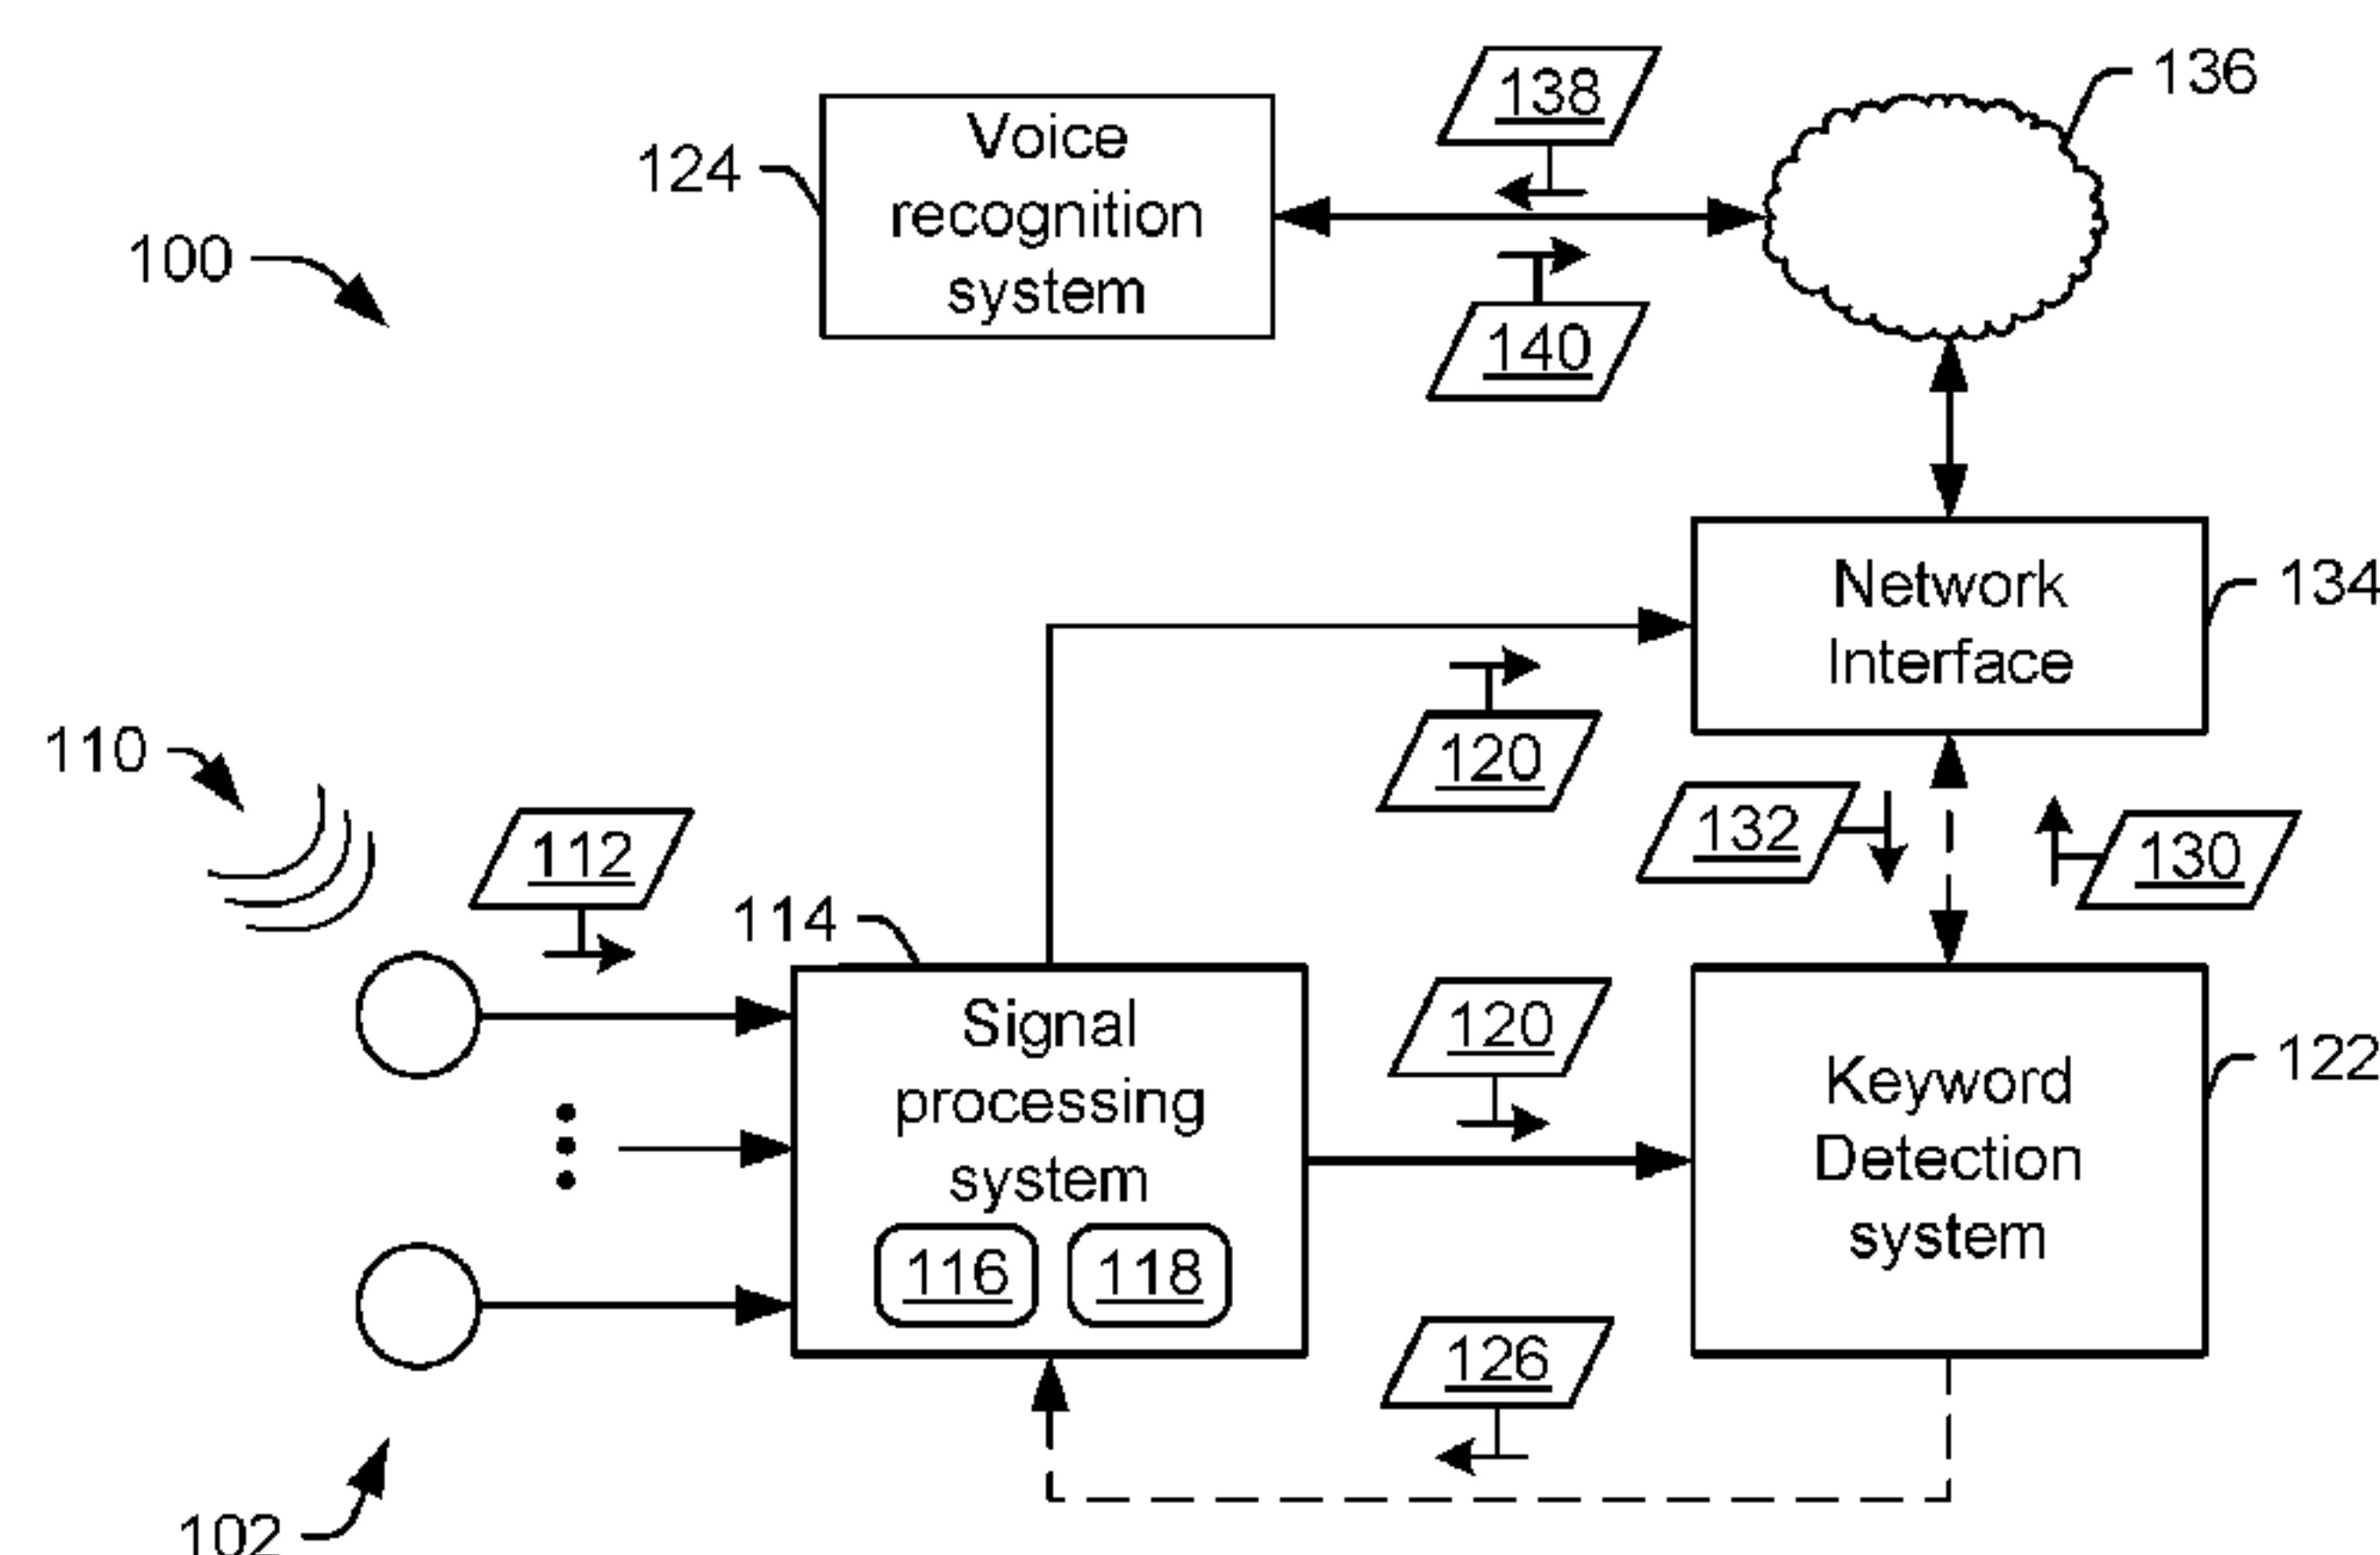 138
136
Voice
recognition
system
124
100
140
Network
Interface
134
110
120
112
132
130
114
Signal
processing
system
116
118
120
Keyword
Detection
system
122
126
102